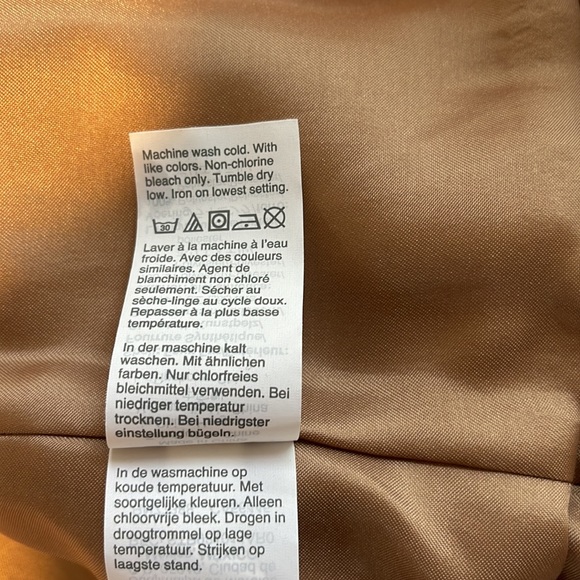 Machine wash cold. With
like colors. Non-chlorine
bleach only. Tumble dry
low. Iron on lowest setting.
30
Laver à la machine à l'eau
froide. Avec des couleurs
similaires. Agent de
blanchiment non chloré
seulement. Sécher au
sèche-linge au cycle doux.
Repasser à la plus basse
température.
In der maschine kalt
waschen. Mit ähnlichen
farben. Nur chlorfreies
bleichmittel verwenden. Bei
niedriger temperatur
trocknen. Bei niedrigster
einstellung bügeln.
In de wasmachine op
koude temperatuur. Met
soortgelijke kleuren. Alleen
chloorvrije bleek. Drogen in
droogtrommel op lage
temperatuur. Strijken op
laagste stand.